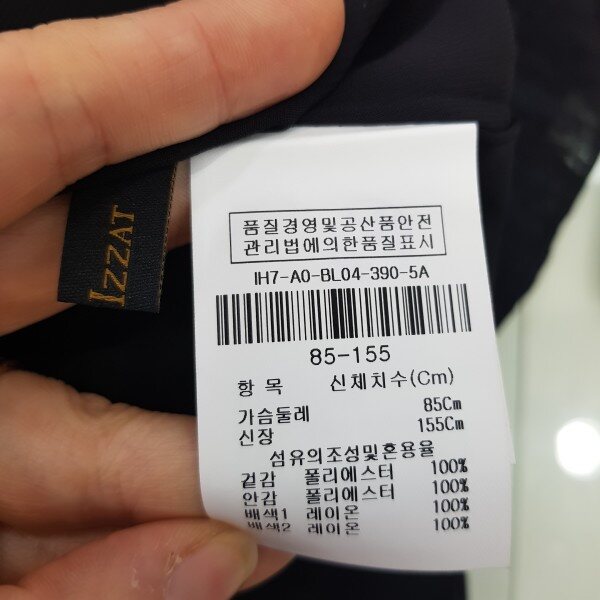 IZZAT
품질경영및공산품안전
관리법에의한품질표시
IH7-A0-BL04-390-5A
85-155
항 목 신체치수(Cm)
가슴둘레 85Cm
신장 155Cm
섬유의조성및혼용율
겉감 폴리에스터 100%
안감 폴리에스터 100%
배색1 레이온 100%
배색2 레이온 100%